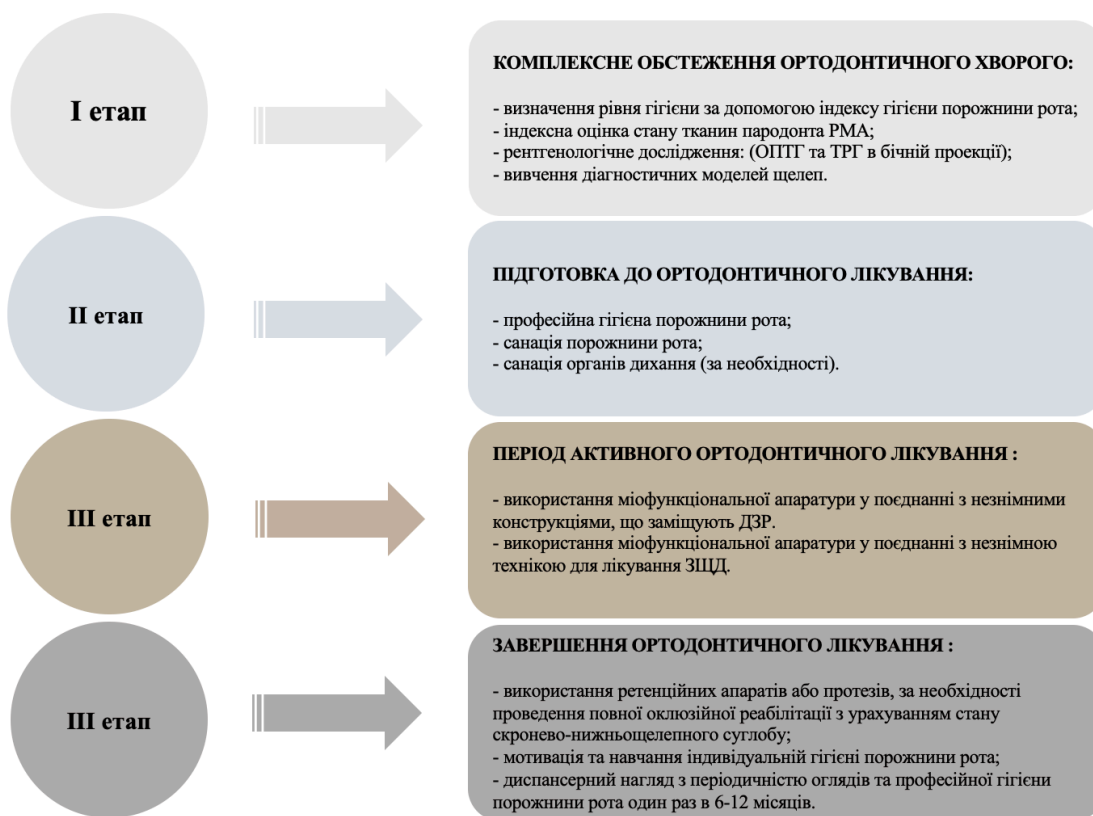 І етап
КОМПЛЕКСНЕ ОБСТЕЖЕННЯ ОРТОДОНТИЧНОГО ХВОРОГО:
- визначення рівня гігієни за допомогою індексу гігієни порожнини рота;
- індексна оцінка стану тканин пародонта РМА;
- рентгенологічне дослідження: (ОПТГ та ТРГ в бічній проекції);
- вивчення діагностичних моделей щелеп.
ІІ етап
ПІДГОТОВКА ДО ОРТОДОНТИЧНОГО ЛІКУВАННЯ:
- професійна гігієна порожнини рота;
- санація порожнини рота;
- санація органів дихання (за необхідності).
ІІІ етап
ПЕРІОД АКТИВНОГО ОРТОДОНТИЧНОГО ЛІКУВАННЯ :
- використання міофункціональної апаратури у поєднанні з незнімними
конструкціями, що заміщують ДЗР.
- використання міофункціональної апаратури у поєднанні з незнімною
технікою для лікування ЗЩД.
ІІІ етап
ЗАВЕРШЕННЯ ОРТОДОНТИЧНОГО ЛІКУВАННЯ :
- використання ретенційних апаратів або протезів, за необхідності
проведення повної оклюзійної реабілітації з урахуванням стану
скронево-нижньощелепного суглобу;
- мотивація та навчання індивідуальній гігієні порожнини рота;
- диспансерний нагляд з періодичністю оглядів та професійної гігієни
порожнини рота один раз в 6-12 місяців.